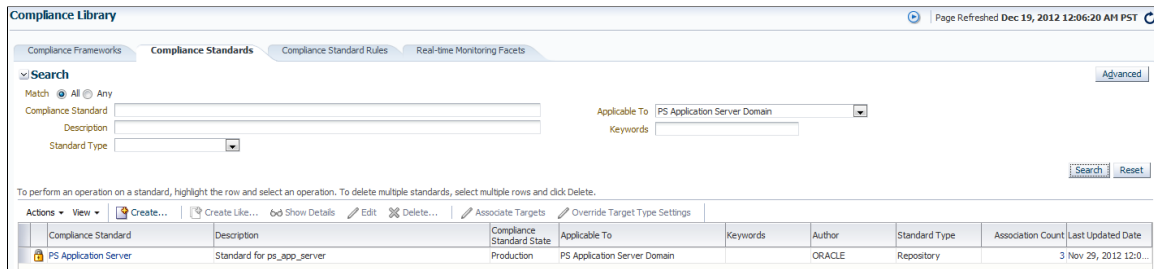 Compliance Library
Page Refreshed Dec 19, 2012 12:06:20 AM PST
Compliance Frameworks Compliance Standards Compliance Standard Rules Real-time Monitoring Facets
Search
Advanced
Match All Any
Compliance Standard Applicable To PS Application Server Domain
Description Keywords
Standard Type
Search Reset
To perform an operation on a standard, highlight the row and select an operation. To delete multiple standards, select multiple rows and click Delete.
Actions View Create... Create Like... Show Details Edit Delete... Associate Targets Override Target Type Settings
Compliance Standard Description Compliance Standard State Applicable To Keywords Author Standard Type Association Count Last Updated Date
PS Application Server Standard for ps_app_server Production PS Application Server Domain ORACLE Repository 3 Nov 29, 2012 12:0...